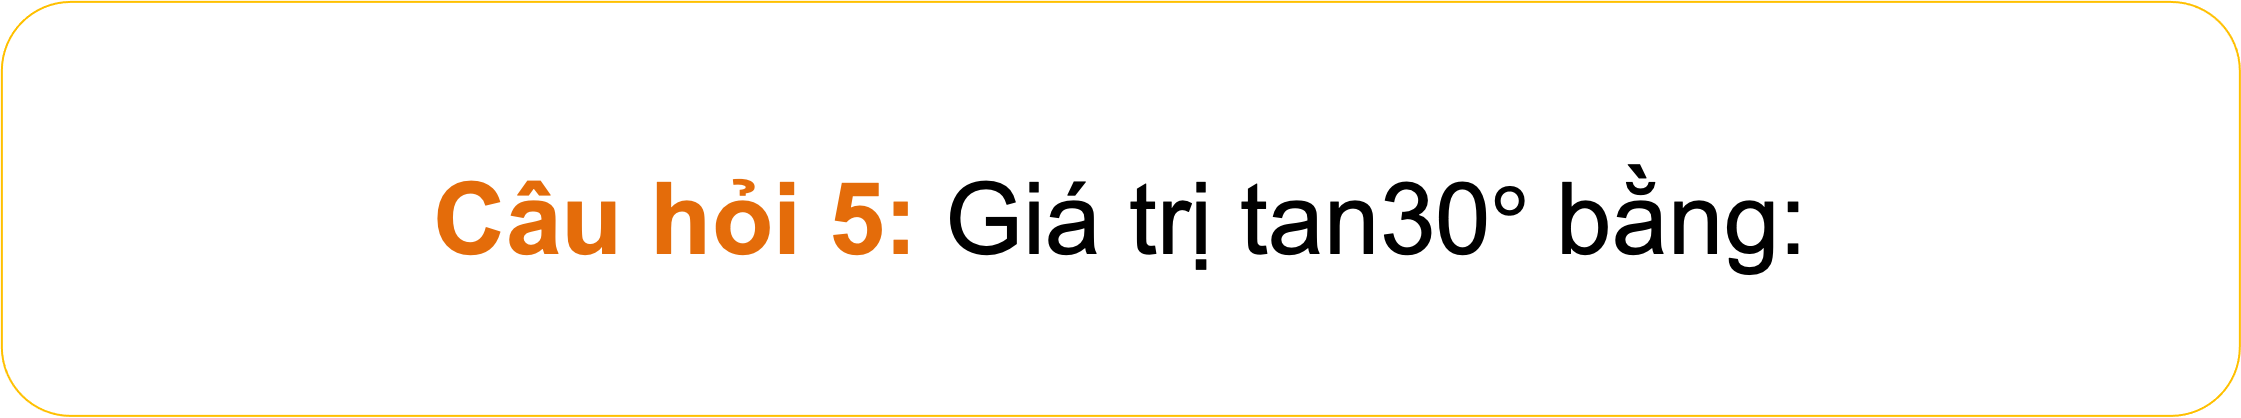 Câu hỏi 5: Giá trị tan30° bằng: